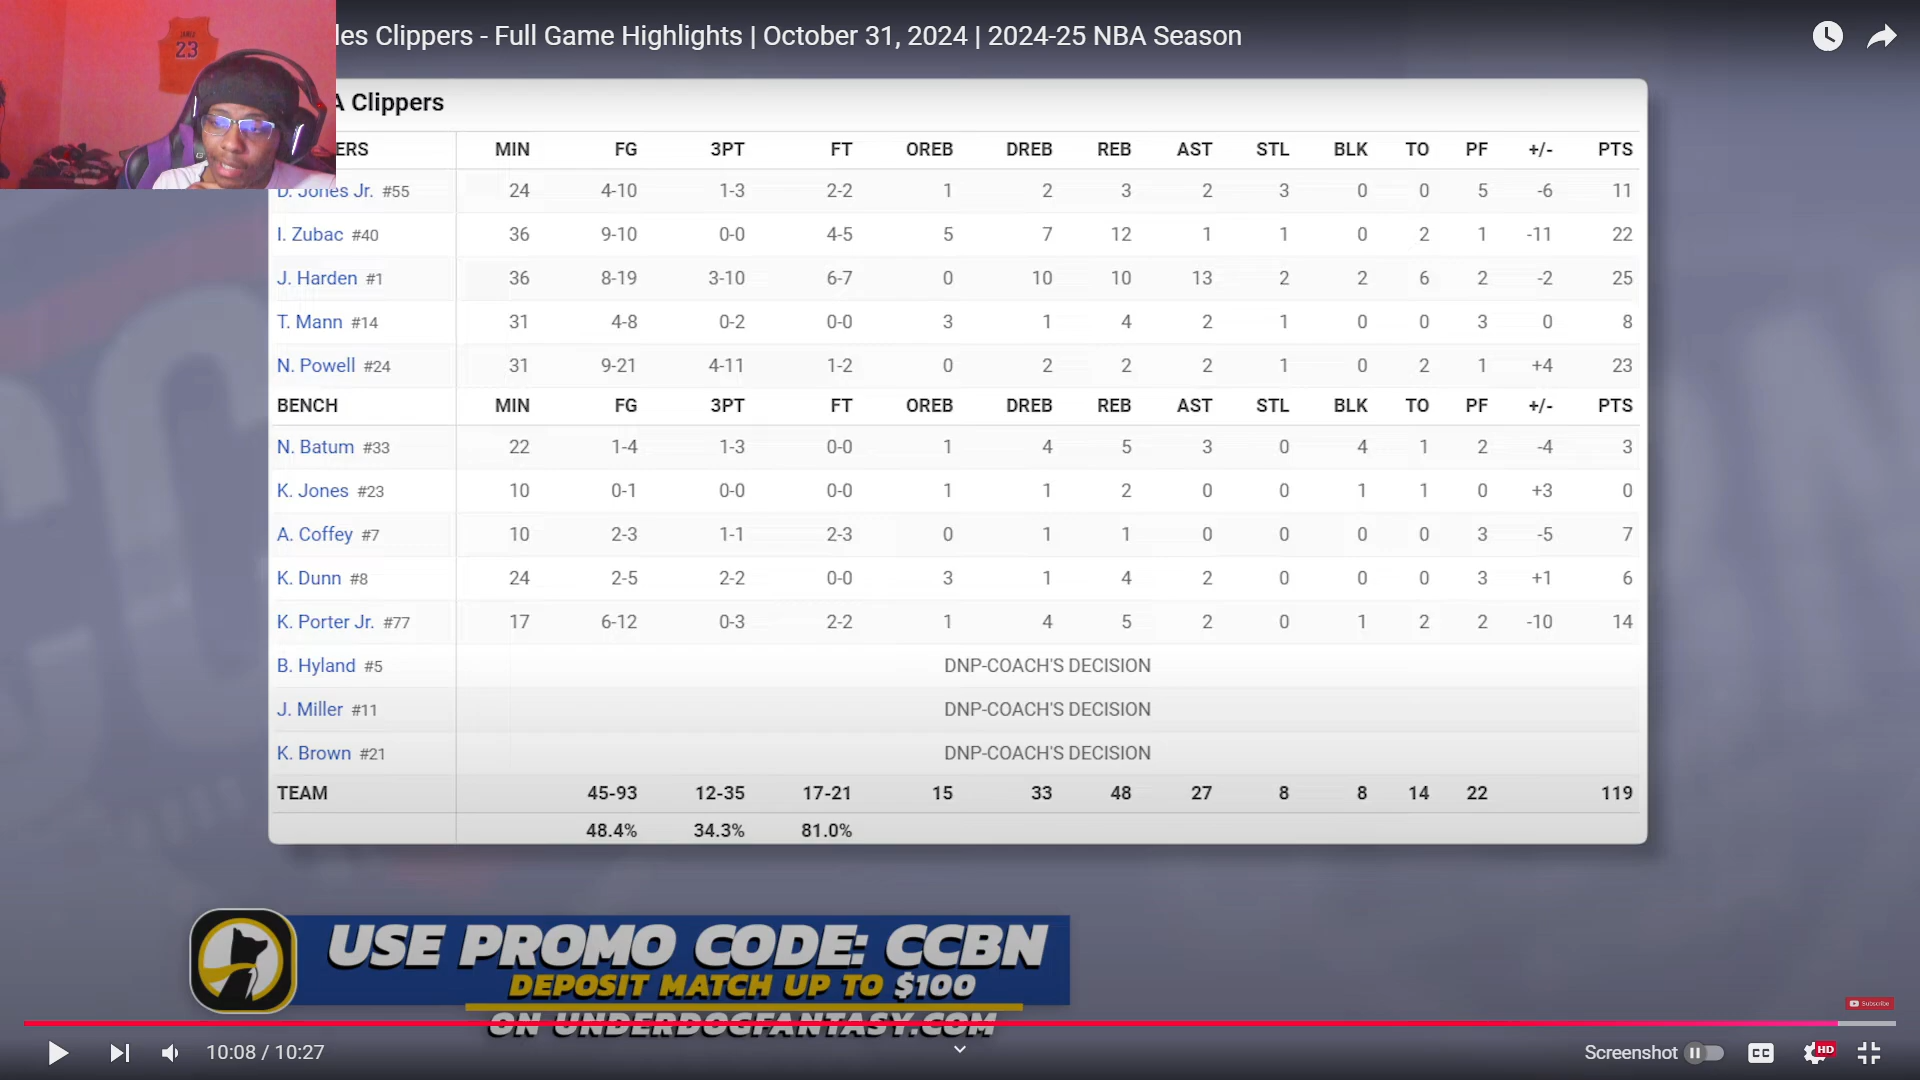 23
les Clippers - Full Game Highlights | October 31, 2024 | 2024-25 NBA Season
A Clippers
ERS MIN FG 3PT FT OREB DREB REB AST STL BLK TO PF +/- PTS
D. Jones Jr. #55 24 4-10 1-3 2-2 1 2 3 2 3 0 0 5 -6 11
I. Zubac #40 36 9-10 0-0 4-5 5 7 12 1 1 0 2 1 -11 22
J. Harden #1 36 8-19 3-10 6-7 0 10 10 13 2 2 6 2 -2 25
T. Mann #14 31 4-8 0-2 0-0 3 1 4 2 1 0 0 3 0 8
N. Powell #24 31 9-21 4-11 1-2 0 2 2 2 1 0 2 1 +4 23
BENCH MIN FG 3PT FT OREB DREB REB AST STL BLK TO PF +/- PTS
N. Batum #33 22 1-4 1-3 0-0 1 4 5 3 0 4 1 2 -4 3
K. Jones #23 10 0-1 0-0 0-0 1 1 2 0 0 1 1 0 +3 0
A. Coffey #7 10 2-3 1-1 2-3 0 1 1 0 0 0 0 3 -5 7
K. Dunn #8 24 2-5 2-2 0-0 3 1 4 2 0 0 0 3 +1 6
K. Porter Jr. #77 17 6-12 0-3 2-2 1 4 5 2 0 1 2 2 -10 14
B. Hyland #5 DNP-COACH'S DECISION
J. Miller #11 DNP-COACH'S DECISION
K. Brown #21 DNP-COACH'S DECISION
TEAM 45-93 12-35 17-21 15 33 48 27 8 8 14 22 119
48.4% 34.3% 81.0%
USE PROMO CODE: CCBN
DEPOSIT MATCH UP TO $100
ON UNDERDOGFANTASY.COM
Subscribe
10:08 / 10:27
Screenshot
CC
HD